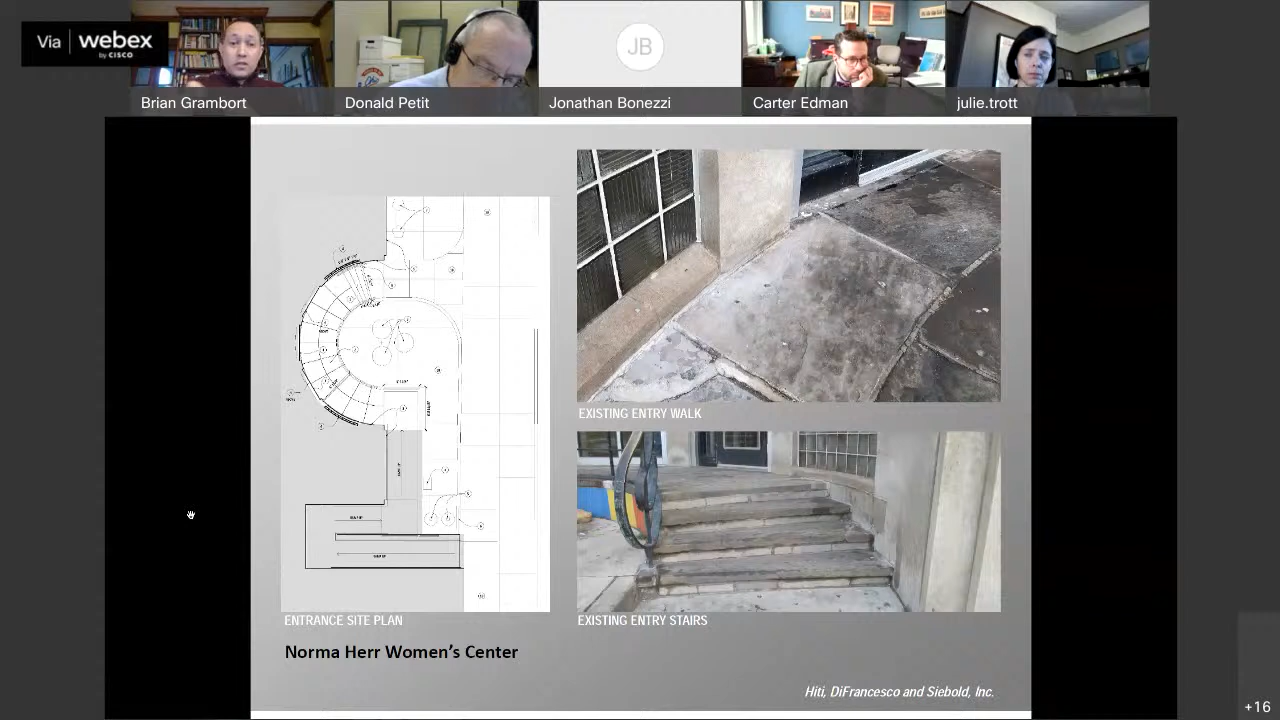 Via webex
by CISCO
JB
Brian Grambort
Donald Petit
Jonathan Bonezzi
Carter Edman
julie.trott
EXISTING ENTRY WALK
ENTRANCE SITE PLAN
EXISTING ENTRY STAIRS
Norma Herr Women's Center
Hiti, DiFrancesco and Siebold, Inc.
+16